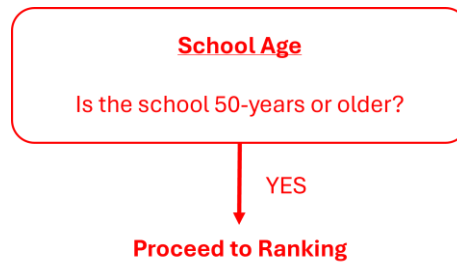 School Age
Is the school 50-years or older?
YES
Proceed to Ranking